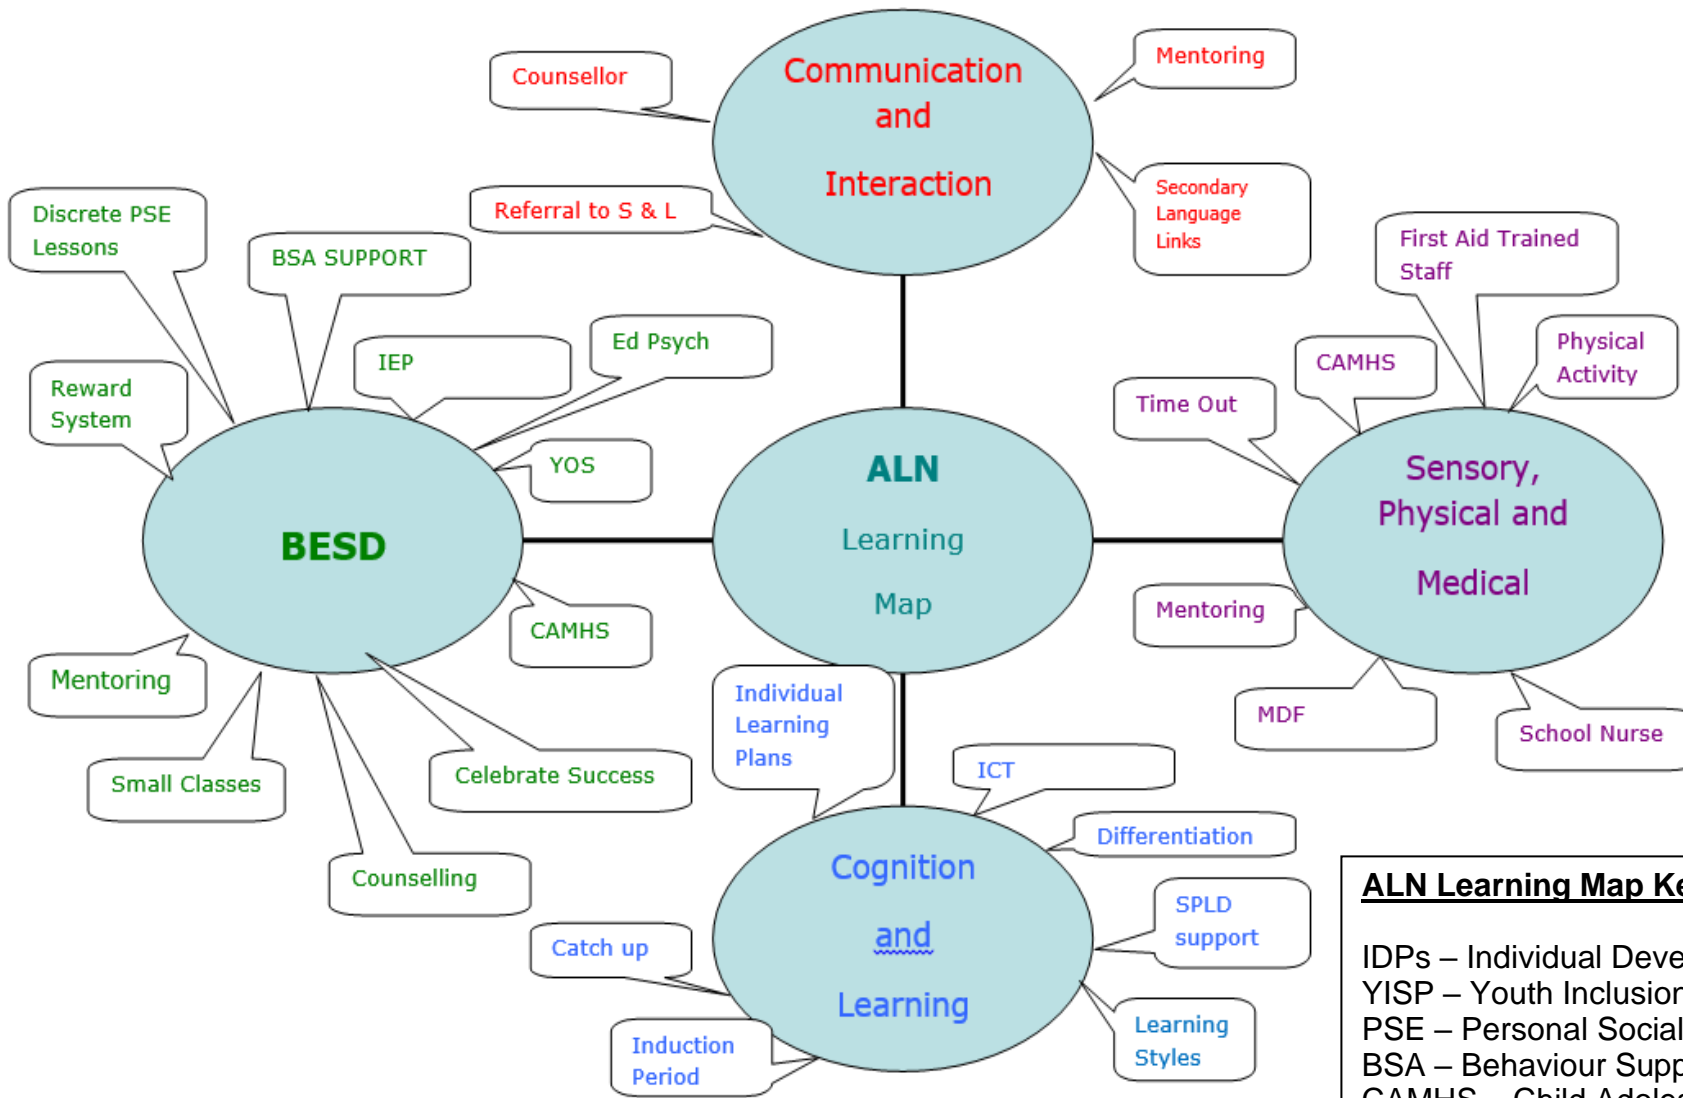 Communication
and
Interaction
Counsellor
Mentoring
Referral to S & L
Secondary
Language
Links
Discrete PSE
Lessons
BSA SUPPORT
IEP
Ed Psych
Reward
System
YOS
BESD
CAMHS
Mentoring
Small Classes
Counselling
Celebrate Success
ALN
Learning
Map
First Aid Trained
Staff
Physical
Activity
CAMHS
Time Out
Sensory,
Physical and
Medical
Mentoring
MDF
School Nurse
Individual
Learning
Plans
ICT
Differentiation
Cognition
and
Learning
SPLD
support
Catch up
Induction
Period
Learning
Styles
ALN Learning Map Ke
IDPs – Individual Deve
YISP – Youth Inclusion
PSE – Personal Social
BSA – Behaviour Supp
CAMHS – Child Adoles